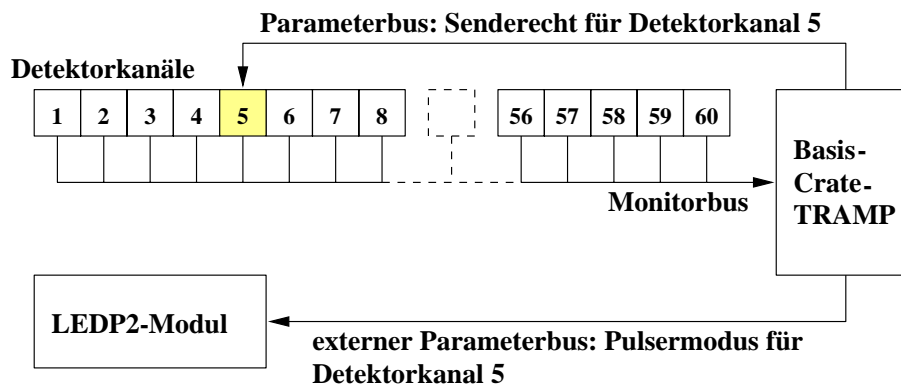 Parameterbus: Senderecht für Detektorkanal 5
Detektorkanäle
1 2 3 4 5 6 7 8 56 57 58 59 60
Basis-
Crate-
TRAMP
Monitorbus
LEDP2-Modul
externer Parameterbus: Pulsermodus für
Detektorkanal 5